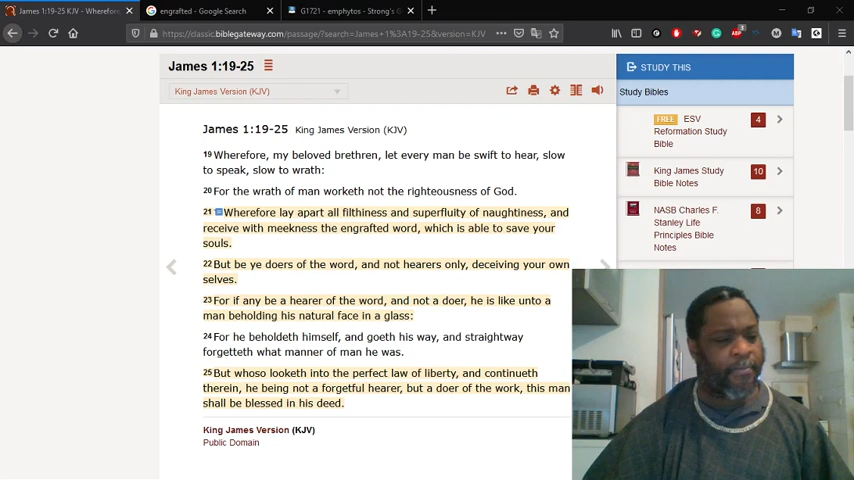 James 1:19-25 KJV - Wherefore,
engrafted - Google Search
G1721 - emphytos - Strong's G
https://classic.biblegateway.com/passage/?search=James+1%3A19-25&version=KJV
James 1:19-25
King James Version (KJV)
James 1:19-25 King James Version (KJV)
19 Wherefore, my beloved brethren, let every man be swift to hear, slow
to speak, slow to wrath:
20 For the wrath of man worketh not the righteousness of God.
21 Wherefore lay apart all filthiness and superfluity of naughtiness, and
receive with meekness the engrafted word, which is able to save your
souls.
22 But be ye doers of the word, and not hearers only, deceiving your own
selves.
23 For if any be a hearer of the word, and not a doer, he is like unto a
man beholding his natural face in a glass:
24 For he beholdeth himself, and goeth his way, and straightway
forgetteth what manner of man he was.
25 But whoso looketh into the perfect law of liberty, and continueth
therein, he being not a forgetful hearer, but a doer of the work, this man
shall be blessed in his deed.
King James Version (KJV)
Public Domain
STUDY THIS
Study Bibles
FREE ESV
Reformation Study
Bible
4
King James Study
Bible Notes
10
NASB Charles F.
Stanley Life
Principles Bible
Notes
8